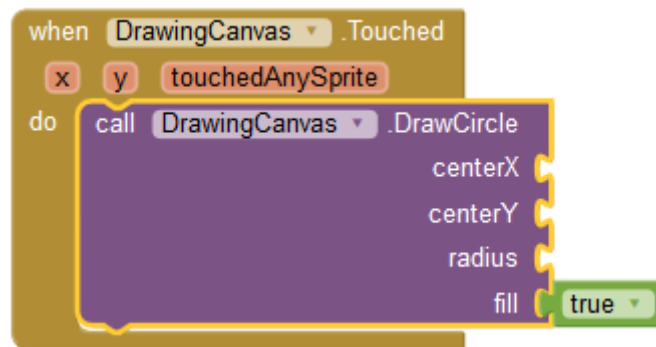 when DrawingCanvas .Touched
x y touchedAnySprite
do call DrawingCanvas .DrawCircle
centerX
centerY
radius
fill true